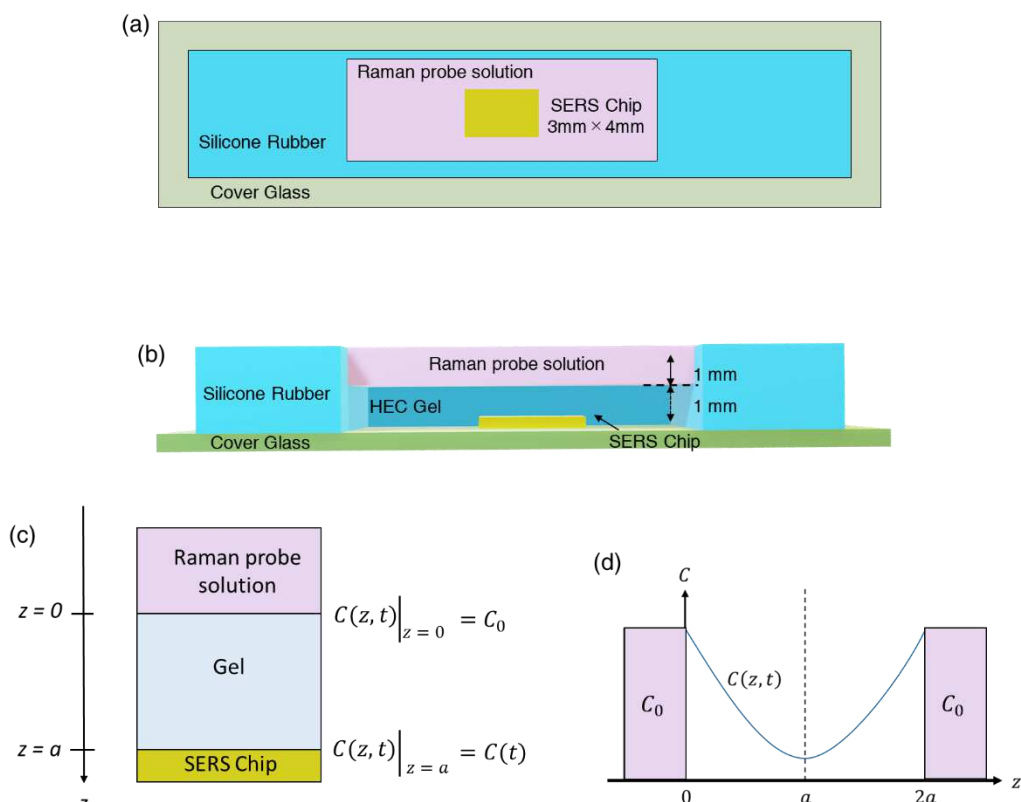 (a)
Raman probe solution
SERS Chip
3mm × 4mm
Silicone Rubber
Cover Glass
(b)
Raman probe solution
1 mm
Silicone Rubber
HEC Gel
1 mm
Cover Glass
SERS Chip
(c)
Raman probe
solution
z = 0
C(z, t)|z = 0 = C0
Gel
z = a
C(z, t)|z = a = C(t)
SERS Chip
z
(d)
C
C(z, t)
C0
C0
0
a
2a
z